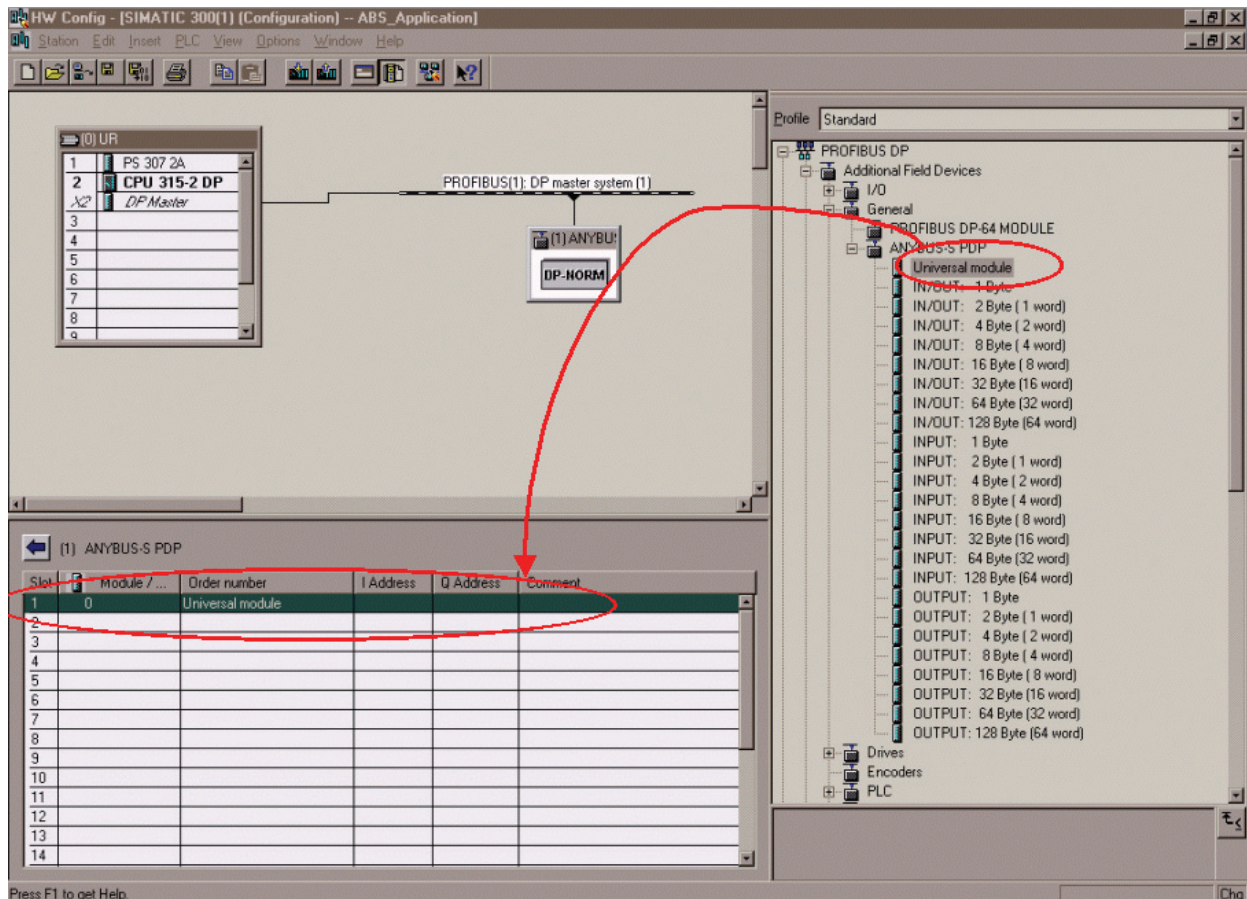 HW Config - [SIMATIC 300(1) (Configuration) -- ABS_Application]
Station Edit Insert PLC View Options Window Help
(0) UR
1 PS 307 2A
2 CPU 315-2 DP
X2 DP Master
3
4
5
6
7
8
9
PROFIBUS(1): DP master system (1)
(1) ANYBU
DP-NORM
Profile Standard
PROFIBUS DP
Additional Field Devices
I/O
General
PROFIBUS DP-64 MODULE
ANYBUS-S PDP
Universal module
IN/OUT: 1 Byte
IN/OUT: 2 Byte ( 1 word)
IN/OUT: 4 Byte ( 2 word)
IN/OUT: 8 Byte ( 4 word)
IN/OUT: 16 Byte ( 8 word)
IN/OUT: 32 Byte (16 word)
IN/OUT: 64 Byte (32 word)
IN/OUT: 128 Byte (64 word)
INPUT: 1 Byte
INPUT: 2 Byte ( 1 word)
INPUT: 4 Byte ( 2 word)
INPUT: 8 Byte ( 4 word)
INPUT: 16 Byte ( 8 word)
INPUT: 32 Byte (16 word)
INPUT: 64 Byte (32 word)
INPUT: 128 Byte (64 word)
OUTPUT: 1 Byte
OUTPUT: 2 Byte ( 1 word)
OUTPUT: 4 Byte ( 2 word)
OUTPUT: 8 Byte ( 4 word)
OUTPUT: 16 Byte ( 8 word)
OUTPUT: 32 Byte (16 word)
OUTPUT: 64 Byte (32 word)
OUTPUT: 128 Byte (64 word)
Drives
Encoders
PLC
(1) ANYBUS-S PDP
Slot Module / ... Order number I Address Q Address Comment
1 0 Universal module
2
3
4
5
6
7
8
9
10
11
12
13
14
Press F1 to get Help. Chg